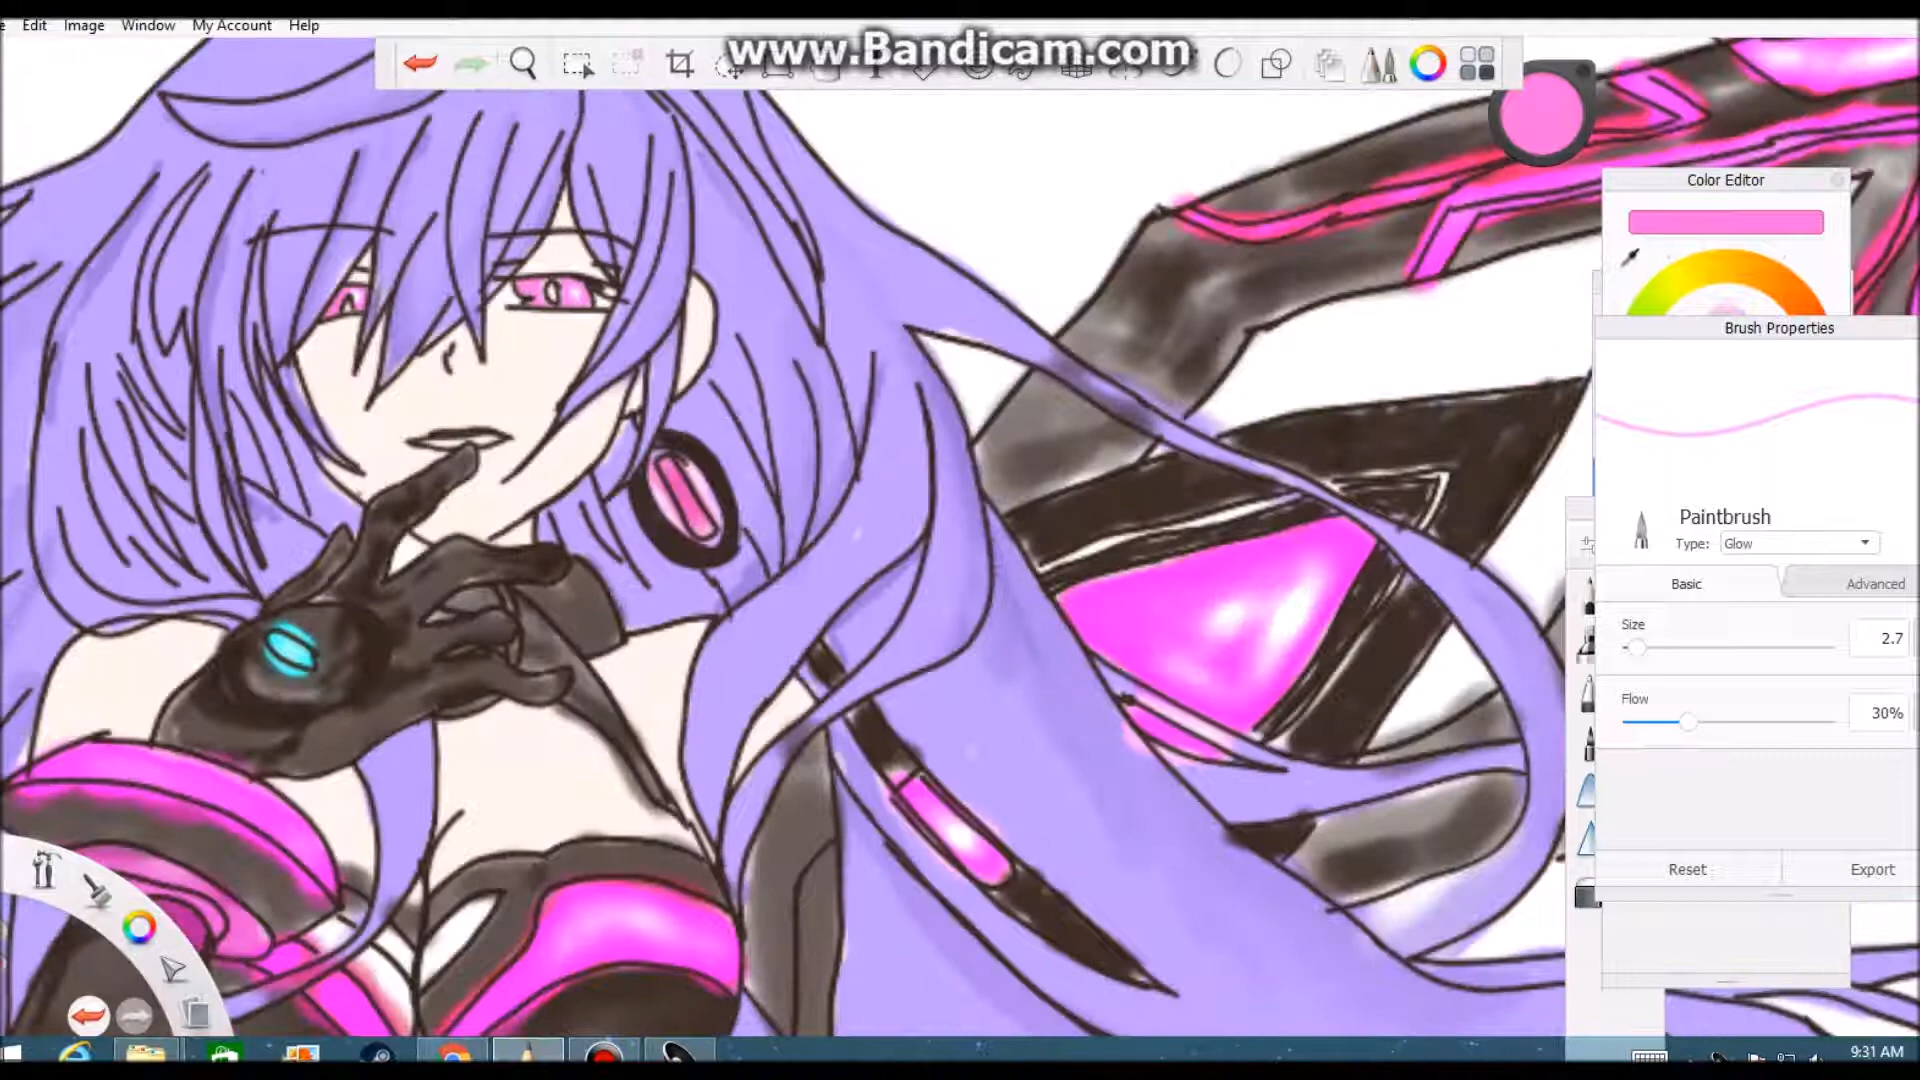 Edit Image Window My Account Help
www.Bandicam.com
Color Editor
Brush Properties
Paintbrush
Type: Glow
Basic Advanced
Size
2.7
Flow
30%
Reset Export
9:31 AM